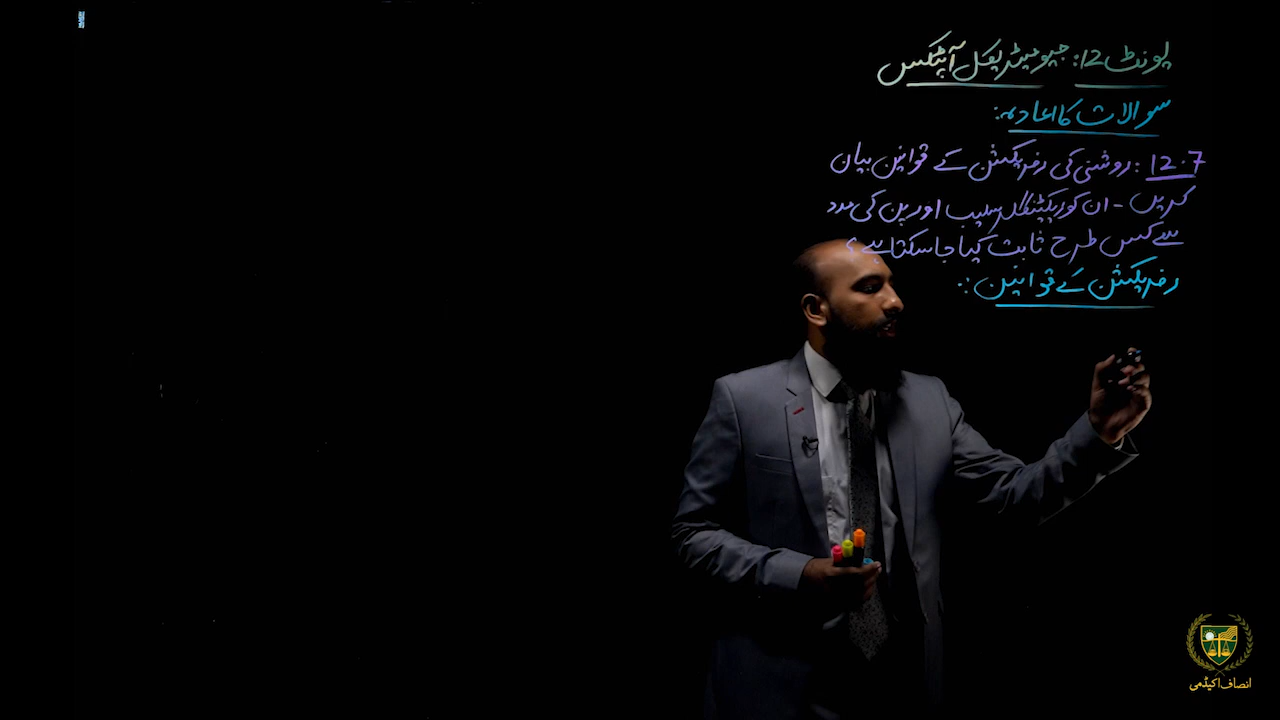 یونٹ 12: جیومیٹریکل آپٹکس
سوالات کا اعادہ:
12.7: روشنی کی رفریکشن کے قوانین بیان
کریں۔ ان کو ریکٹینگلر سلیب اور پن کی مدد
سے کس طرح ثابت کیا جا سکتا ہے؟
رفریکشن کے قوانین:
انصاف اکیڈمی